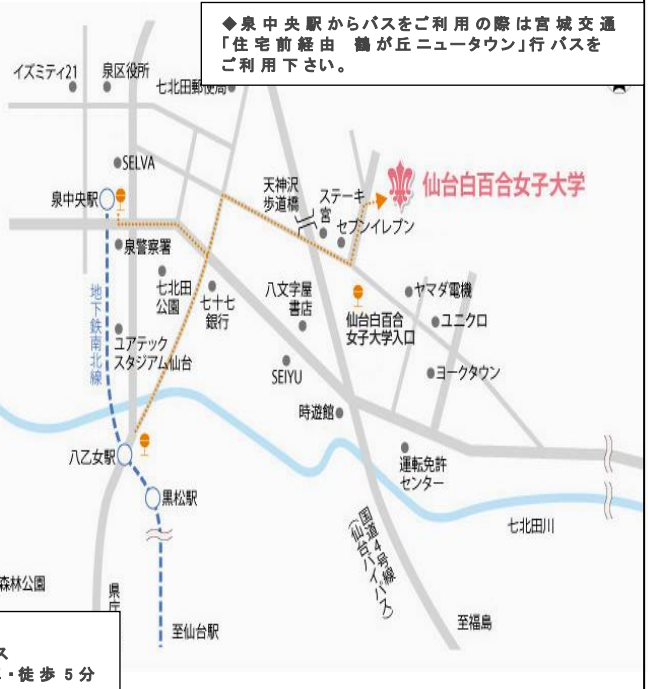 ◆泉中央駅からバスをご利用の際は宮城交通
「住宅前経由　鶴が丘ニュータウン」行バスを
ご利用下さい。
イズミティ21
泉区役所
七北田郵便局
SELVA
泉中央駅
天神沢
歩道橋
ステーキ
宮
セブンイレブン
仙台白百合女子大学
泉警察署
七北田
公園
七十七
銀行
八文字屋
書店
仙台白百合
女子大学入口
ヤマダ電機
ユニクロ
地下鉄南北線
ユアテック
スタジアム仙台
SEIYU
ヨークタウン
時遊館
八乙女駅
運転免許
センター
黒松駅
国道4号線
(仙台バイパス)
七北田川
森林公園
県庁
至仙台駅
至福島
ス
・徒歩 5分